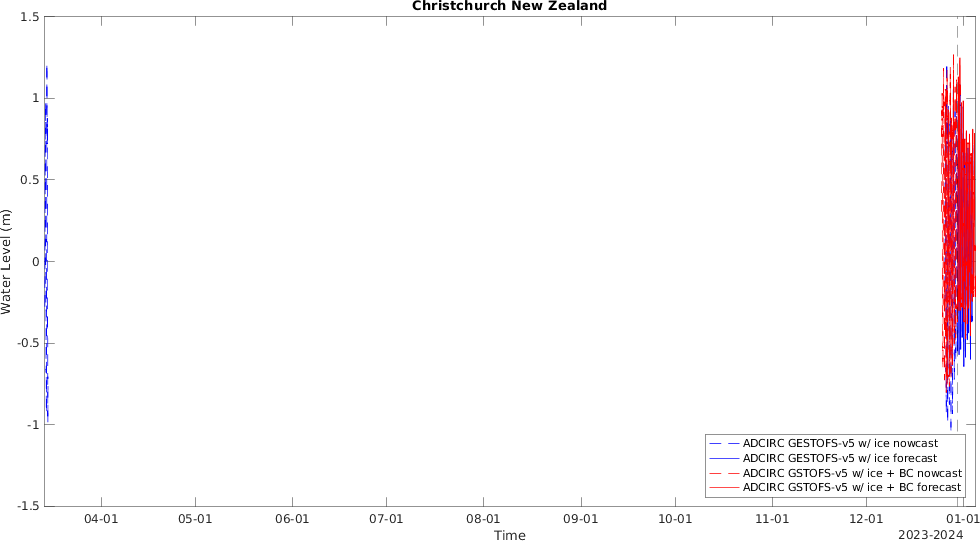 Christchurch New Zealand
1.5
1
0.5
0
-0.5
-1
-1.5
Water Level (m)
ADCIRC GESTOFS-v5 w/ ice nowcast
ADCIRC GESTOFS-v5 w/ ice forecast
ADCIRC GSTOFS-v5 w/ ice + BC nowcast
ADCIRC GSTOFS-v5 w/ ice + BC forecast
04-01 05-01 06-01 07-01 08-01 09-01 10-01 11-01 12-01 01-01
Time
2023-2024